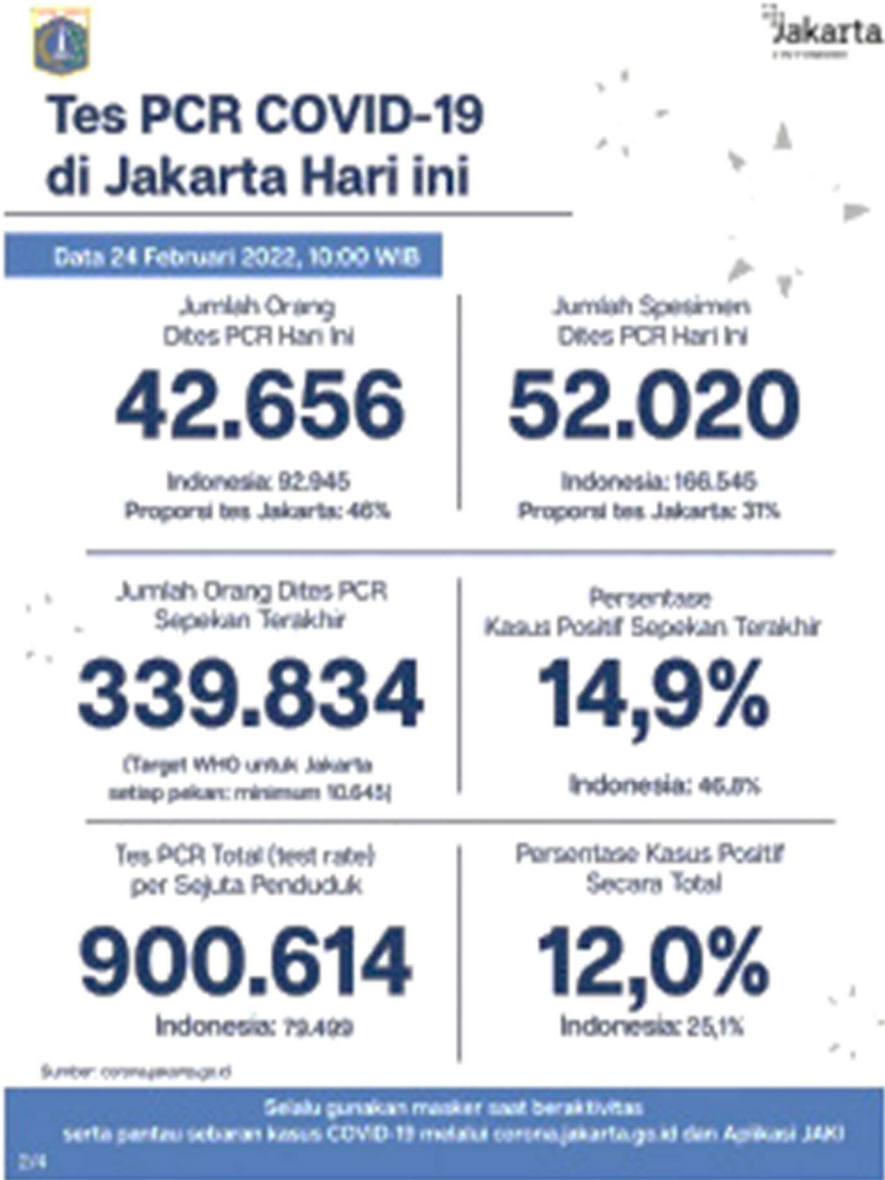 Jakarta
Tes PCR COVID-19
di Jakarta Hari ini
Data 24 Februari 2022, 10:00 WIB
Jumlah Orang
Dites PCR Hari Ini
42.656
Indonesia: 92.945
Proporsi tes Jakarta: 46%
Jumlah Spesimen
Dites PCR Hari Ini
52.020
Indonesia: 166.545
Proporsi tes Jakarta: 31%
Jumlah Orang Dites PCR
Sepekan Terakhir
339.834
(Target WHO untuk Jakarta
setiap pekan: minimum 10.645)
Persentase
Kasus Positif Sepekan Terakhir
14,9%
Indonesia: 46.8%
Tes PCR Total (test rate)
per Sejuta Penduduk
900.614
Indonesia: 79.499
Persentase Kasus Positif
Secara Total
12,0%
Indonesia: 25,1%
Sumber: corona.jakarta.go.id
Selalu gunakan masker saat beraktivitas
serta pantau sebaran kasus COVID-19 melalui corona.jakarta.go.id dan Aplikasi JAKI
2/4